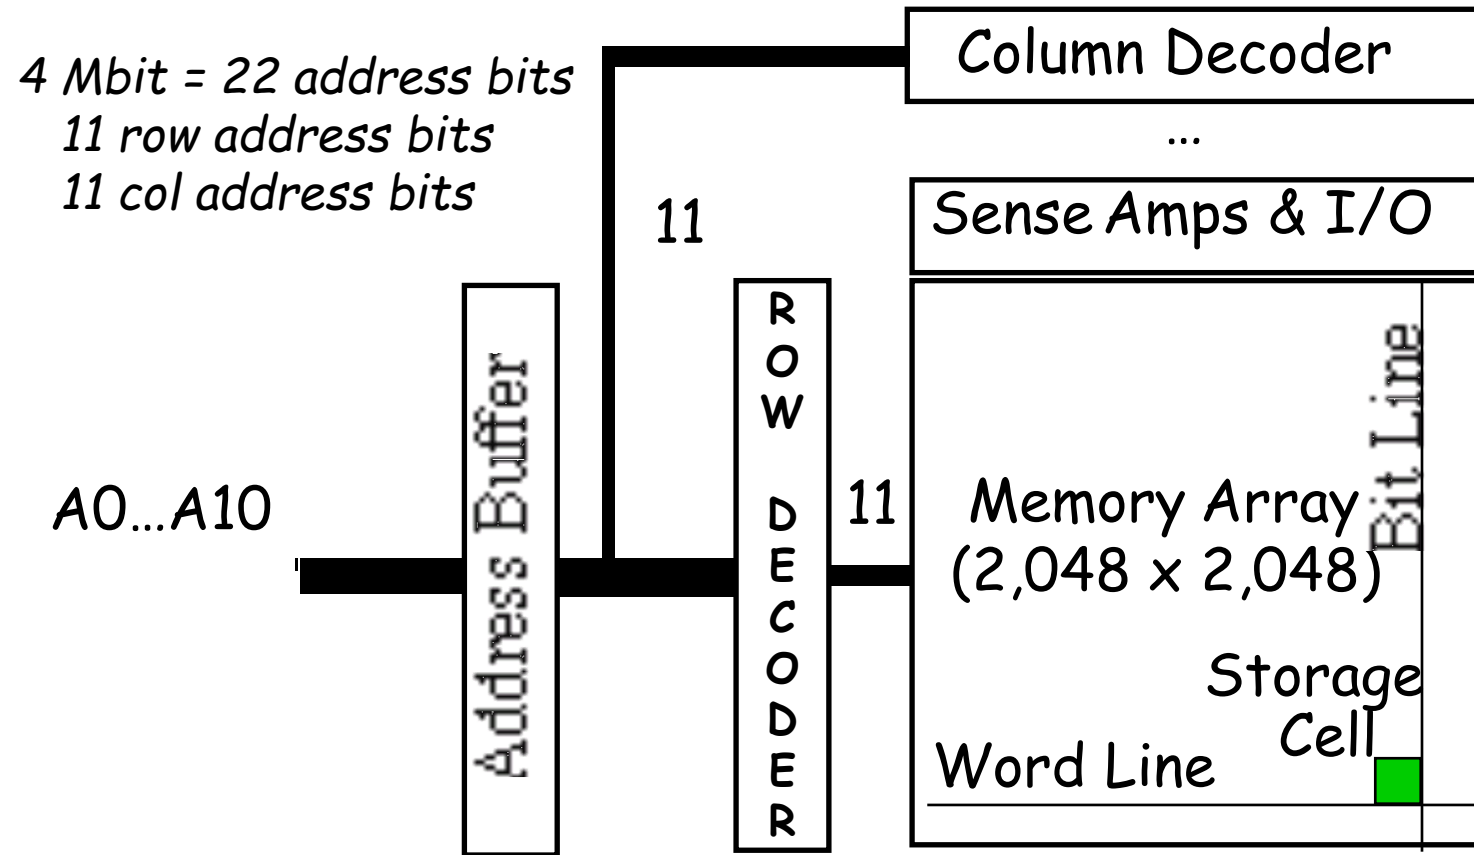 4 Mbit = 22 address bits
11 row address bits
11 col address bits
Column Decoder
...
Sense Amps & I/O
11
Address Buffer
ROW DECODER
A0...A10
11
Bit Line
Memory Array
(2,048 x 2,048)
Storage
Cell
Word Line